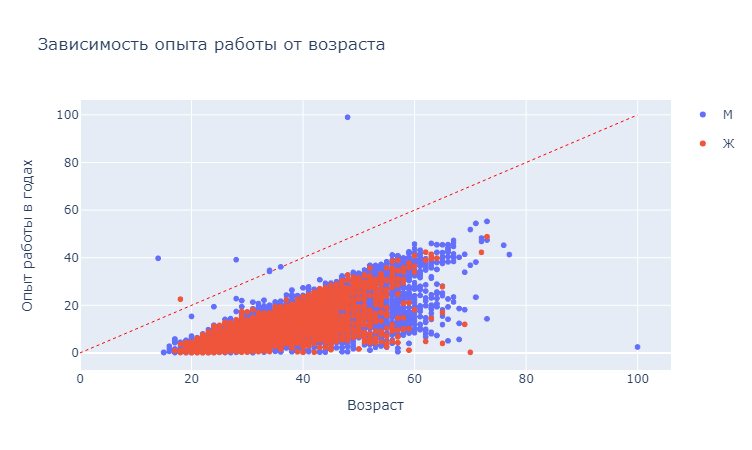 Зависимость опыта работы от возраста
100
80
60
40
20
0
0 20 40 60 80 100
Опыт работы в годах
Возраст
М
Ж